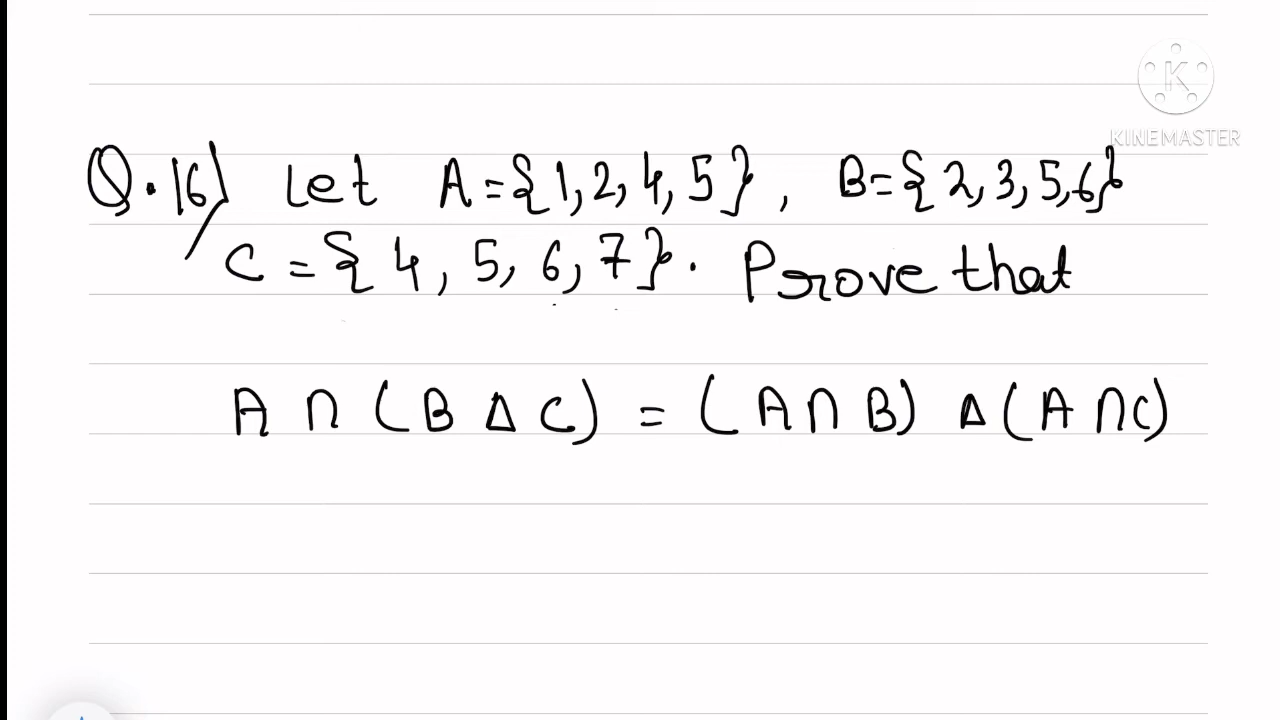 KINEMASTER
Q.16) Let A={1,2,4,5}, B={2,3,5,6}
C={4,5,6,7}. Prove that
A ∩ (B Δ C) = (A ∩ B) Δ (A ∩ C)